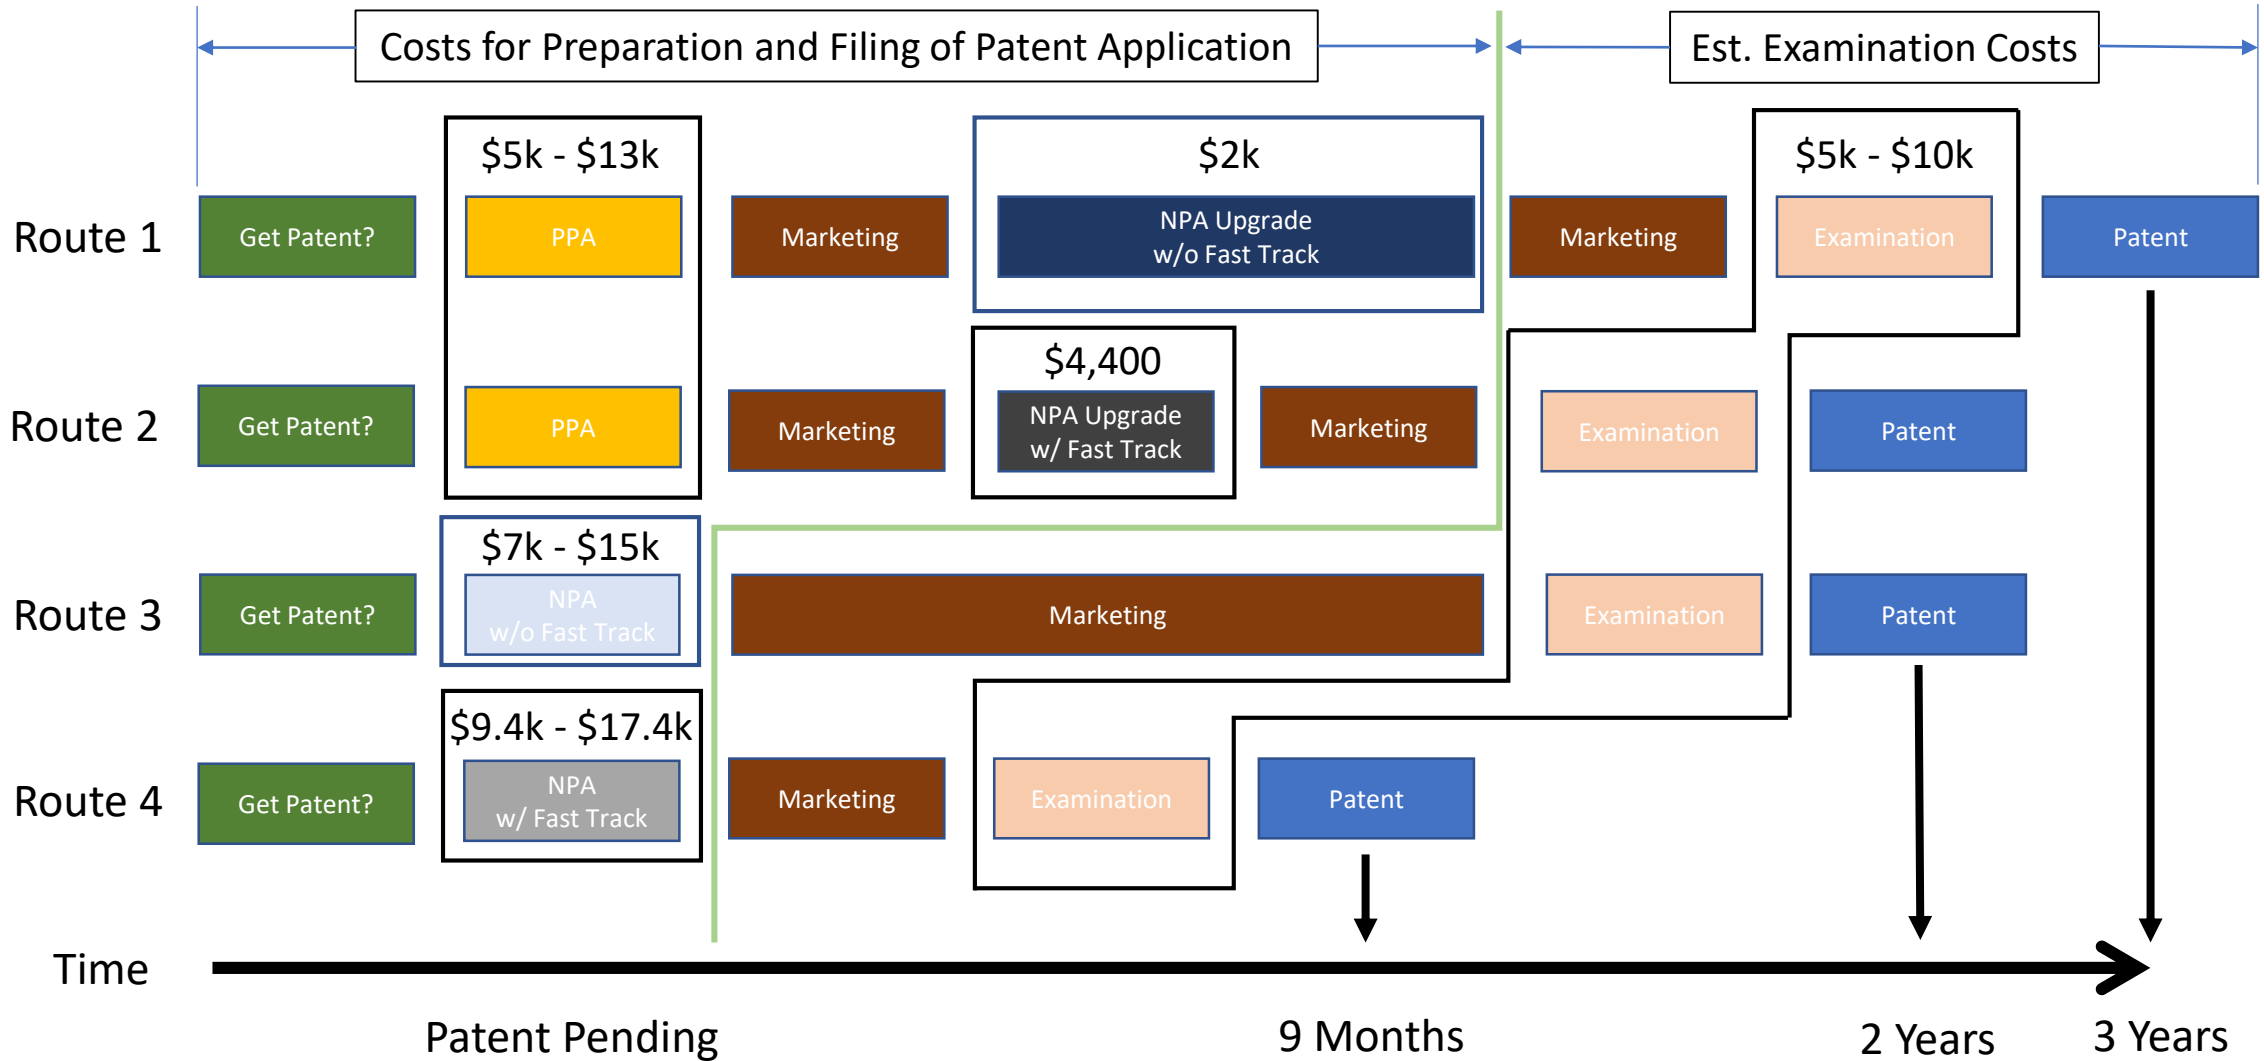 Costs for Preparation and Filing of Patent Application
Est. Examination Costs
$5k - $13k
$2k
$5k - $10k
Route 1
Get Patent?
PPA
Marketing
NPA Upgrade
w/o Fast Track
Marketing
Examination
Patent
$4,400
Route 2
Get Patent?
PPA
Marketing
NPA Upgrade
w/ Fast Track
Marketing
Examination
Patent
$7k - $15k
Route 3
Get Patent?
NPA
w/o Fast Track
Marketing
Examination
Patent
$9.4k - $17.4k
Route 4
Get Patent?
NPA
w/ Fast Track
Marketing
Examination
Patent
Time
Patent Pending
9 Months
2 Years
3 Years